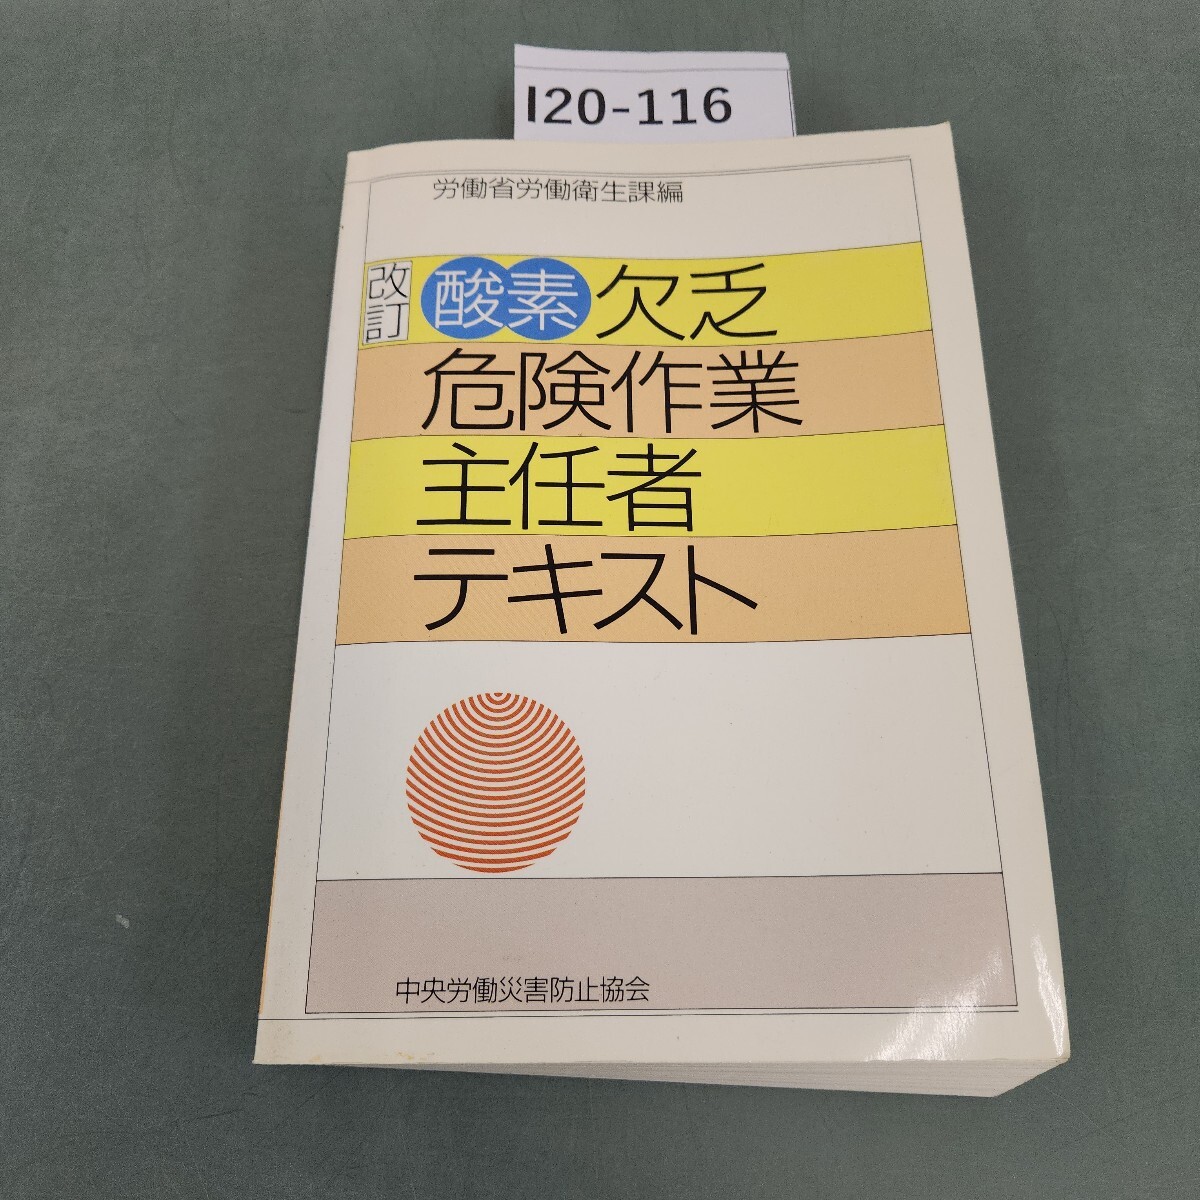 I20-116
労働省労働衛生課編
改訂
酸素欠乏
危険作業
主任者
テキスト
中央労働災害防止協会